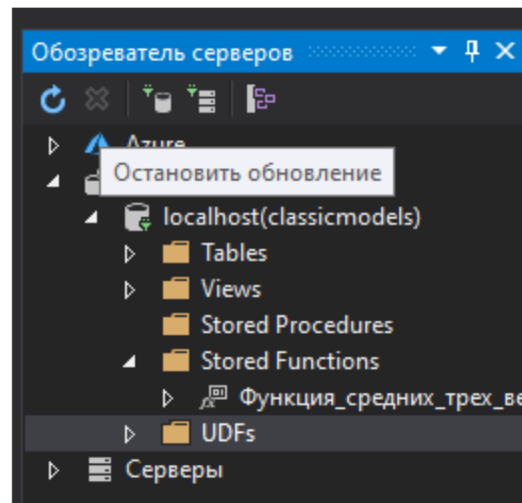 Обозреватель серверов
Azure
Остановить обновление
localhost(classicmodels)
Tables
Views
Stored Procedures
Stored Functions
Функция_средних_трех_ве
UDFs
Серверы